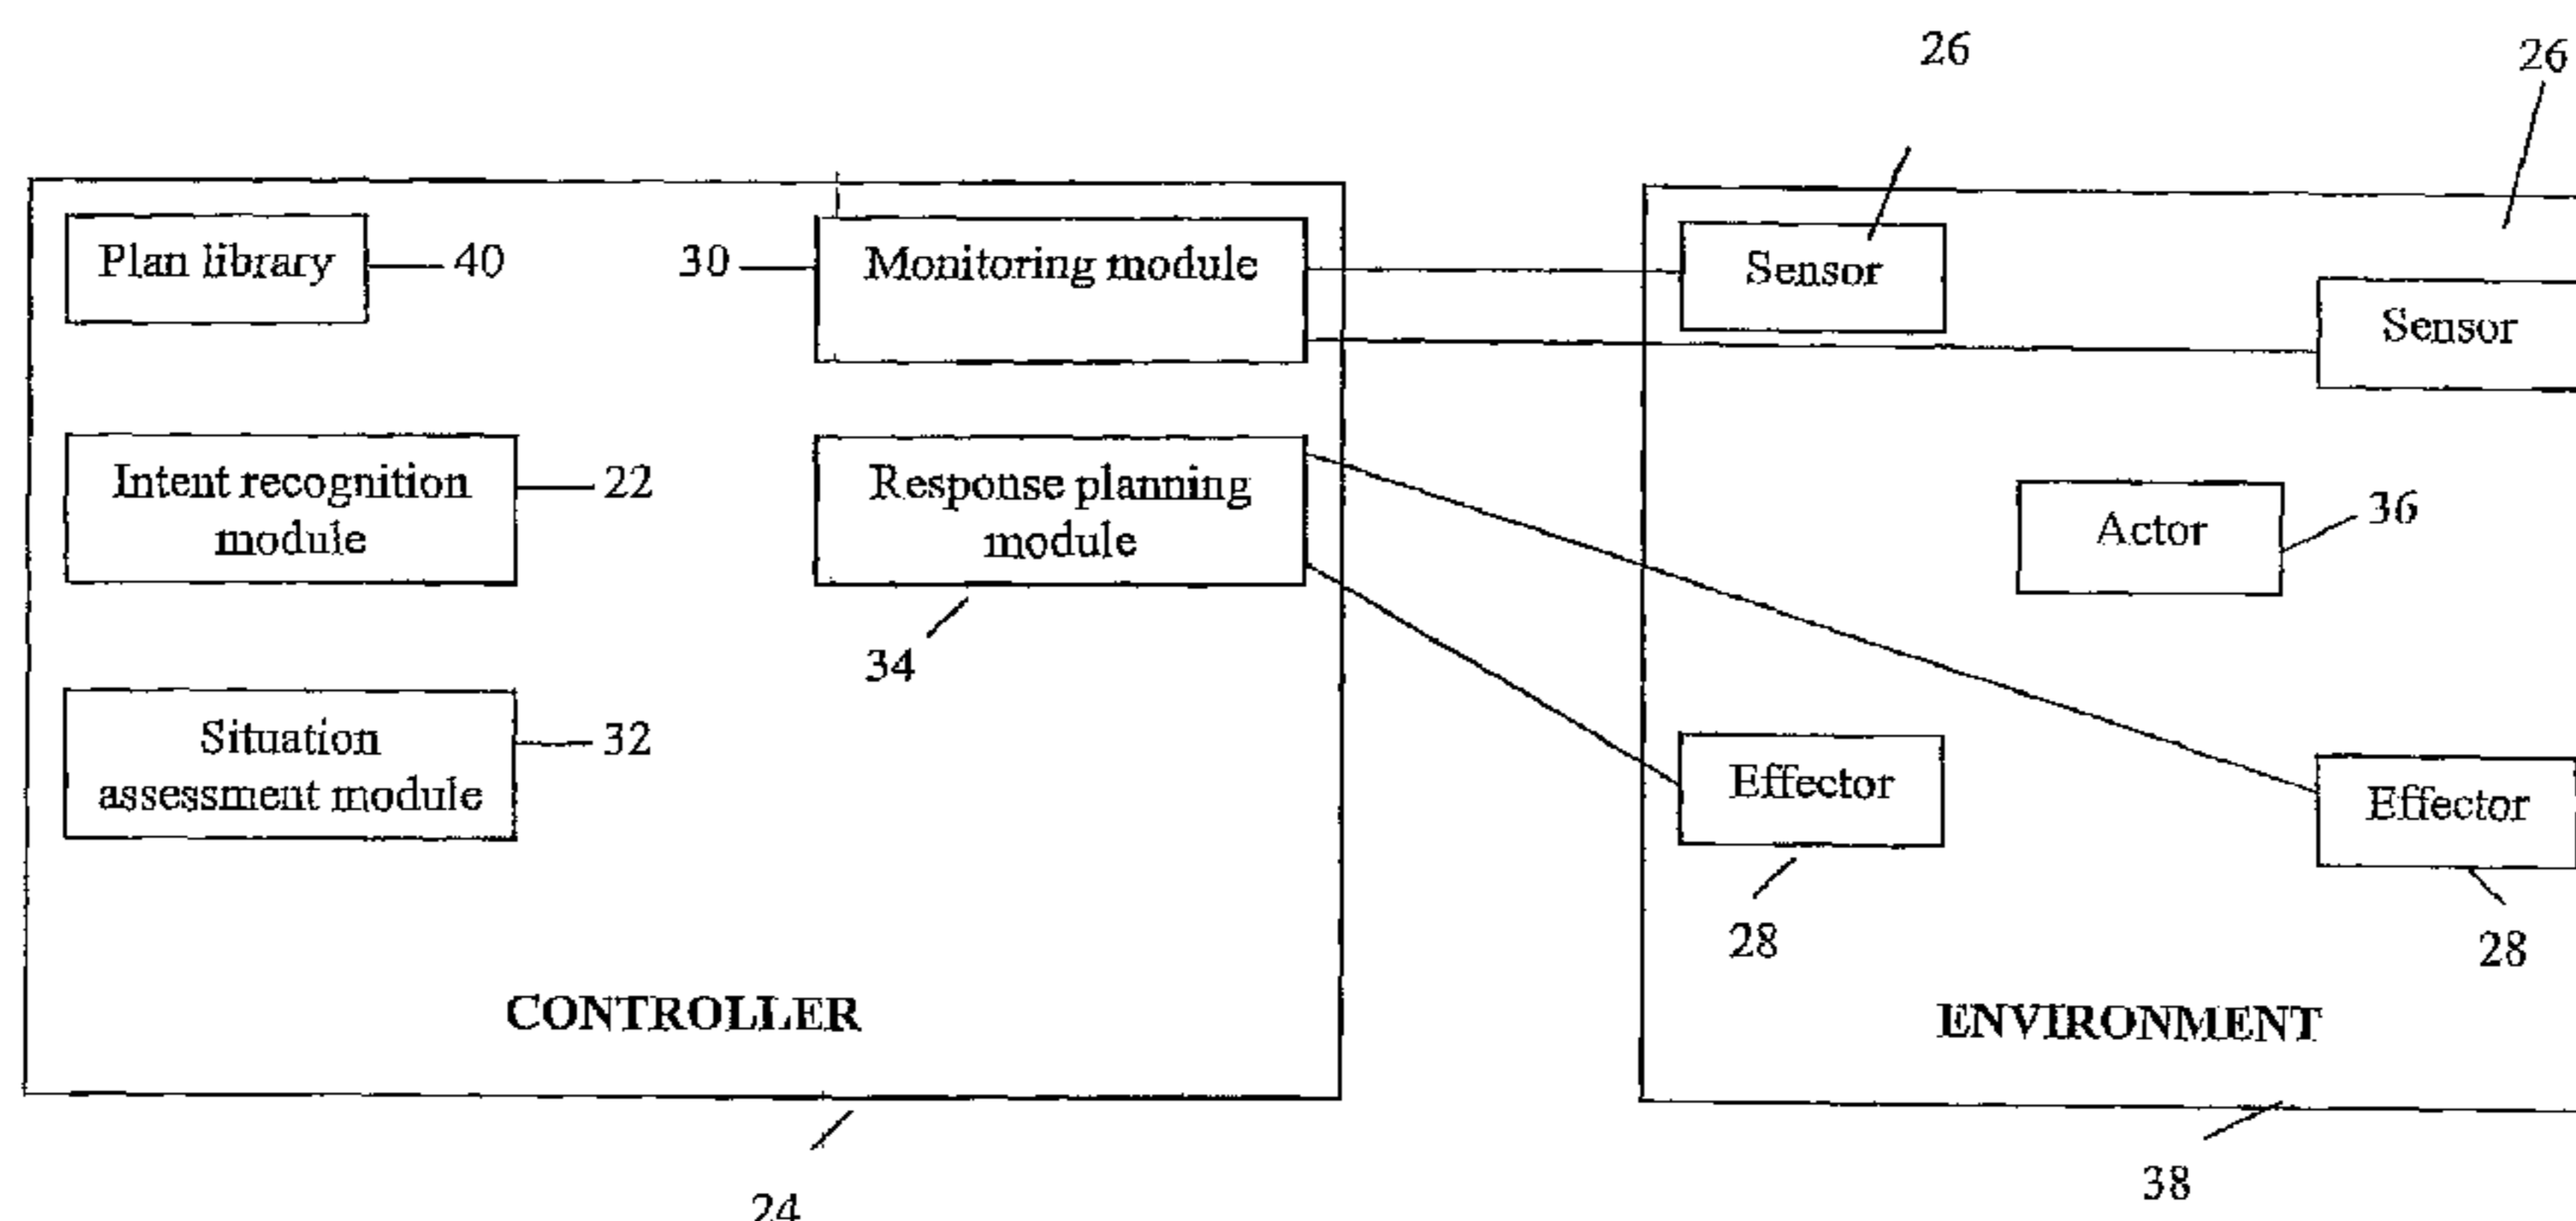 26
26
Plan library
40
30
Monitoring module
Sensor
Sensor
Intent recognition
module
22
Response planning
module
Actor
36
34
Situation
assessment module
32
Effector
Effector
28
28
CONTROLLER
ENVIRONMENT
24
38